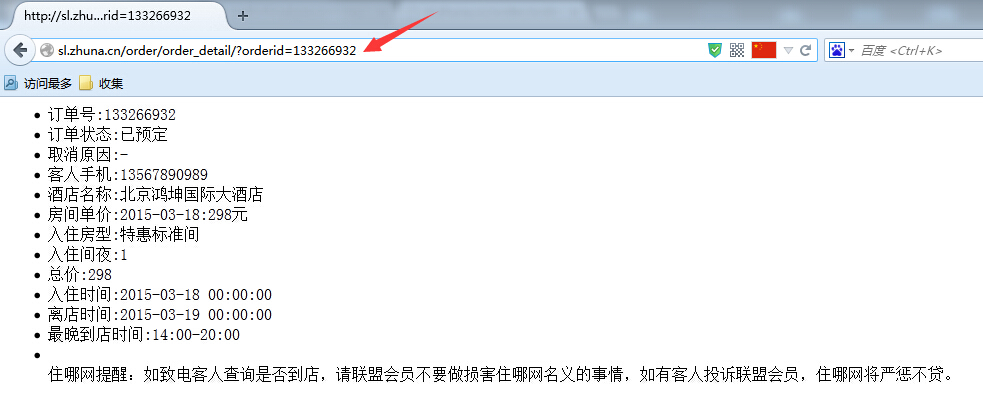 http://sl.zhu...rid=133266932
sl.zhuna.cn/order/order_detail/?orderid=133266932
百度 <Ctrl+K>
访问最多 收集
订单号:133266932
订单状态:已预定
取消原因:-
客人手机:13567890989
酒店名称:北京鸿坤国际大酒店
房间单价:2015-03-18:298元
入住房型:特惠标准间
入住间夜:1
总价:298
入住时间:2015-03-18 00:00:00
离店时间:2015-03-19 00:00:00
最晚到店时间:14:00-20:00
住哪网提醒：如致电客人查询是否到店，请联盟会员不要做损害住哪网名义的事情，如有客人投诉联盟会员，住哪网将严惩不贷。